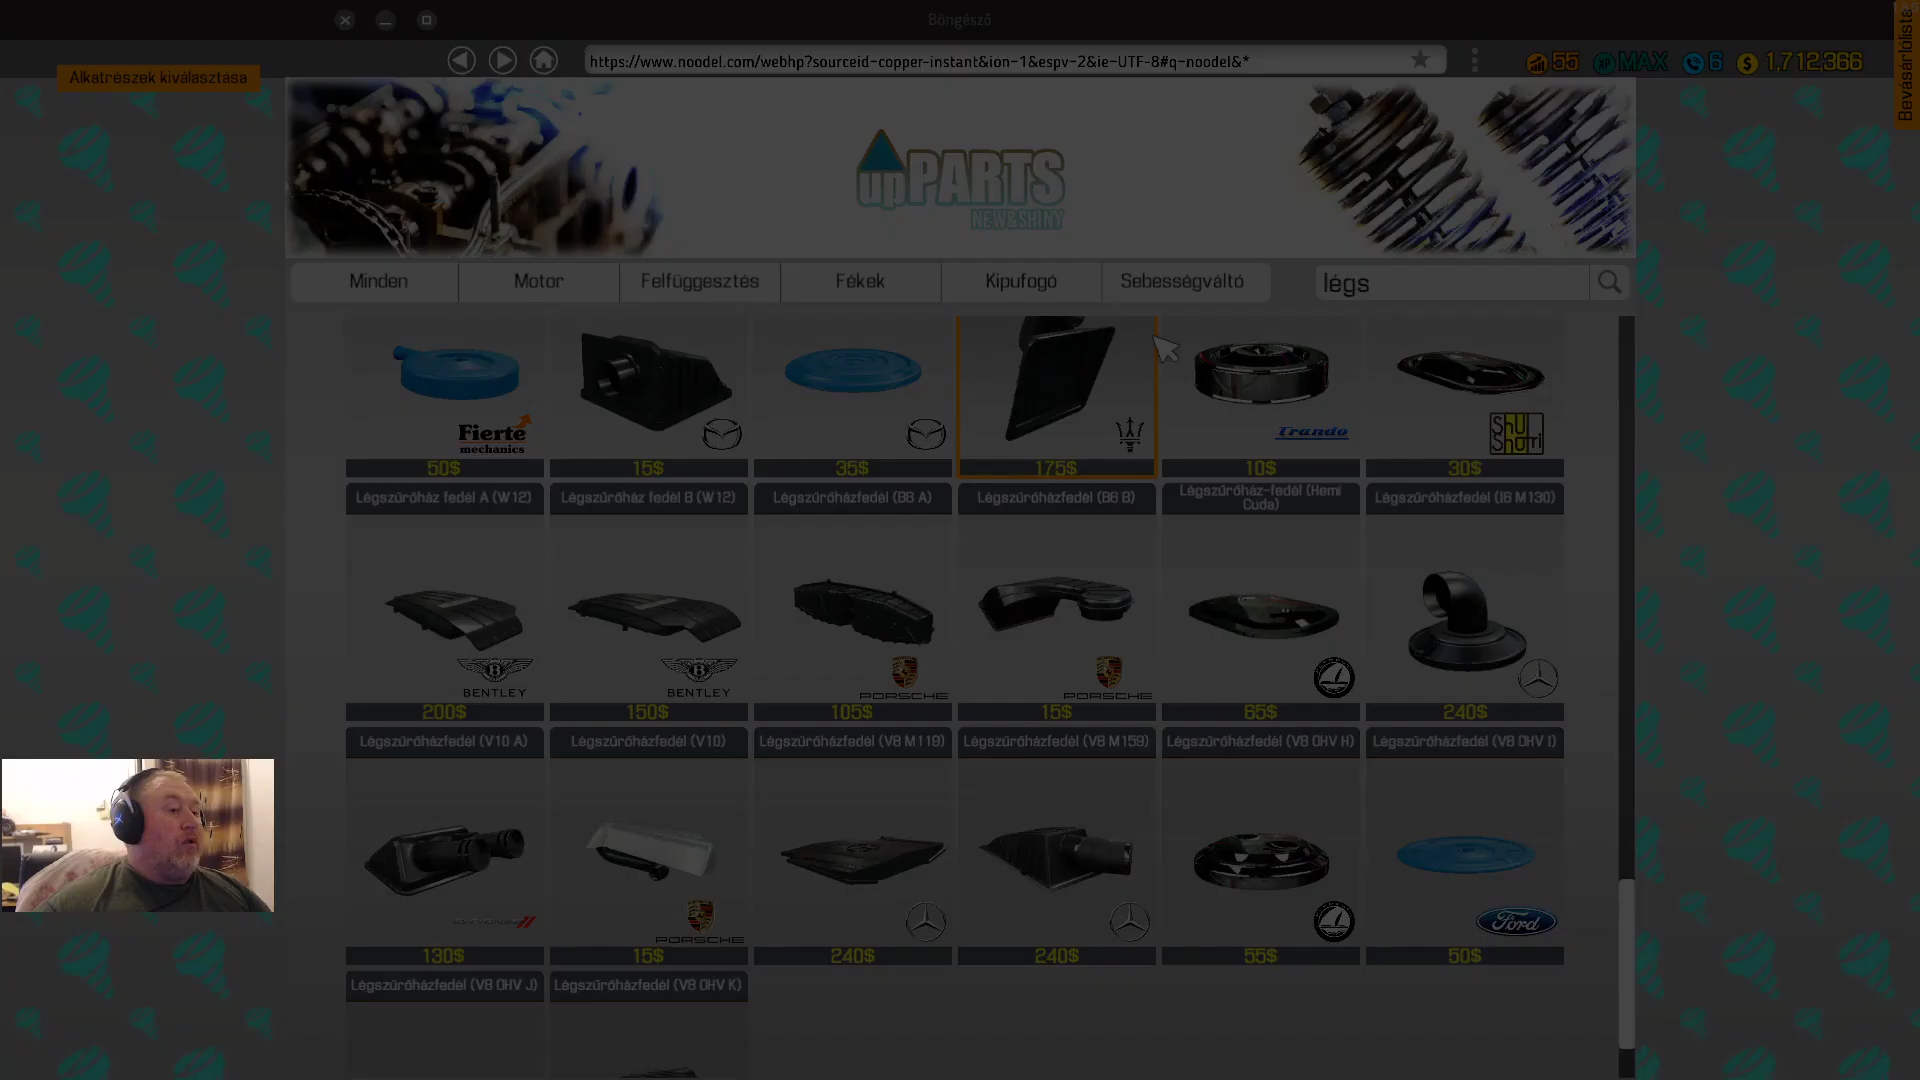 Böngésző
https://www.noodel.com/webhp?sourceid-copper-instant&ion-1&espv-2&ie-UTF-8#q-noodel&*
55
XP MAX
6
$ 1,712,366
Bevásárlólista
Alkatrészek kiválasztása
upPARTS
NEW&SHINY
Minden Motor Felfüggesztés Fékek Kipufogó Sebességváltó
légs
Fierte mechanics
Trando
50$ 15$ 35$ 175$ 10$ 30$
Légszűrőház fedél A (W12) Légszűrőház fedél B (W12) Légszűrőházfedél (B6 A) Légszűrőházfedél (B6 B) Légszűrőház-fedél (Hemi Cuda) Légszűrőházfedél (I6 M130)
BENTLEY BENTLEY PORSCHE PORSCHE
200$ 150$ 105$ 15$ 65$ 240$
Légszűrőházfedél (V10 A) Légszűrőházfedél (V10) Légszűrőházfedél (V8 M119) Légszűrőházfedél (V8 M159) Légszűrőházfedél (V8 OHV H) Légszűrőházfedél (V8 OHV I)
PORSCHE Ford
130$ 15$ 240$ 240$ 55$ 50$
Légszűrőházfedél (V8 OHV J) Légszűrőházfedél (V8 OHV K)